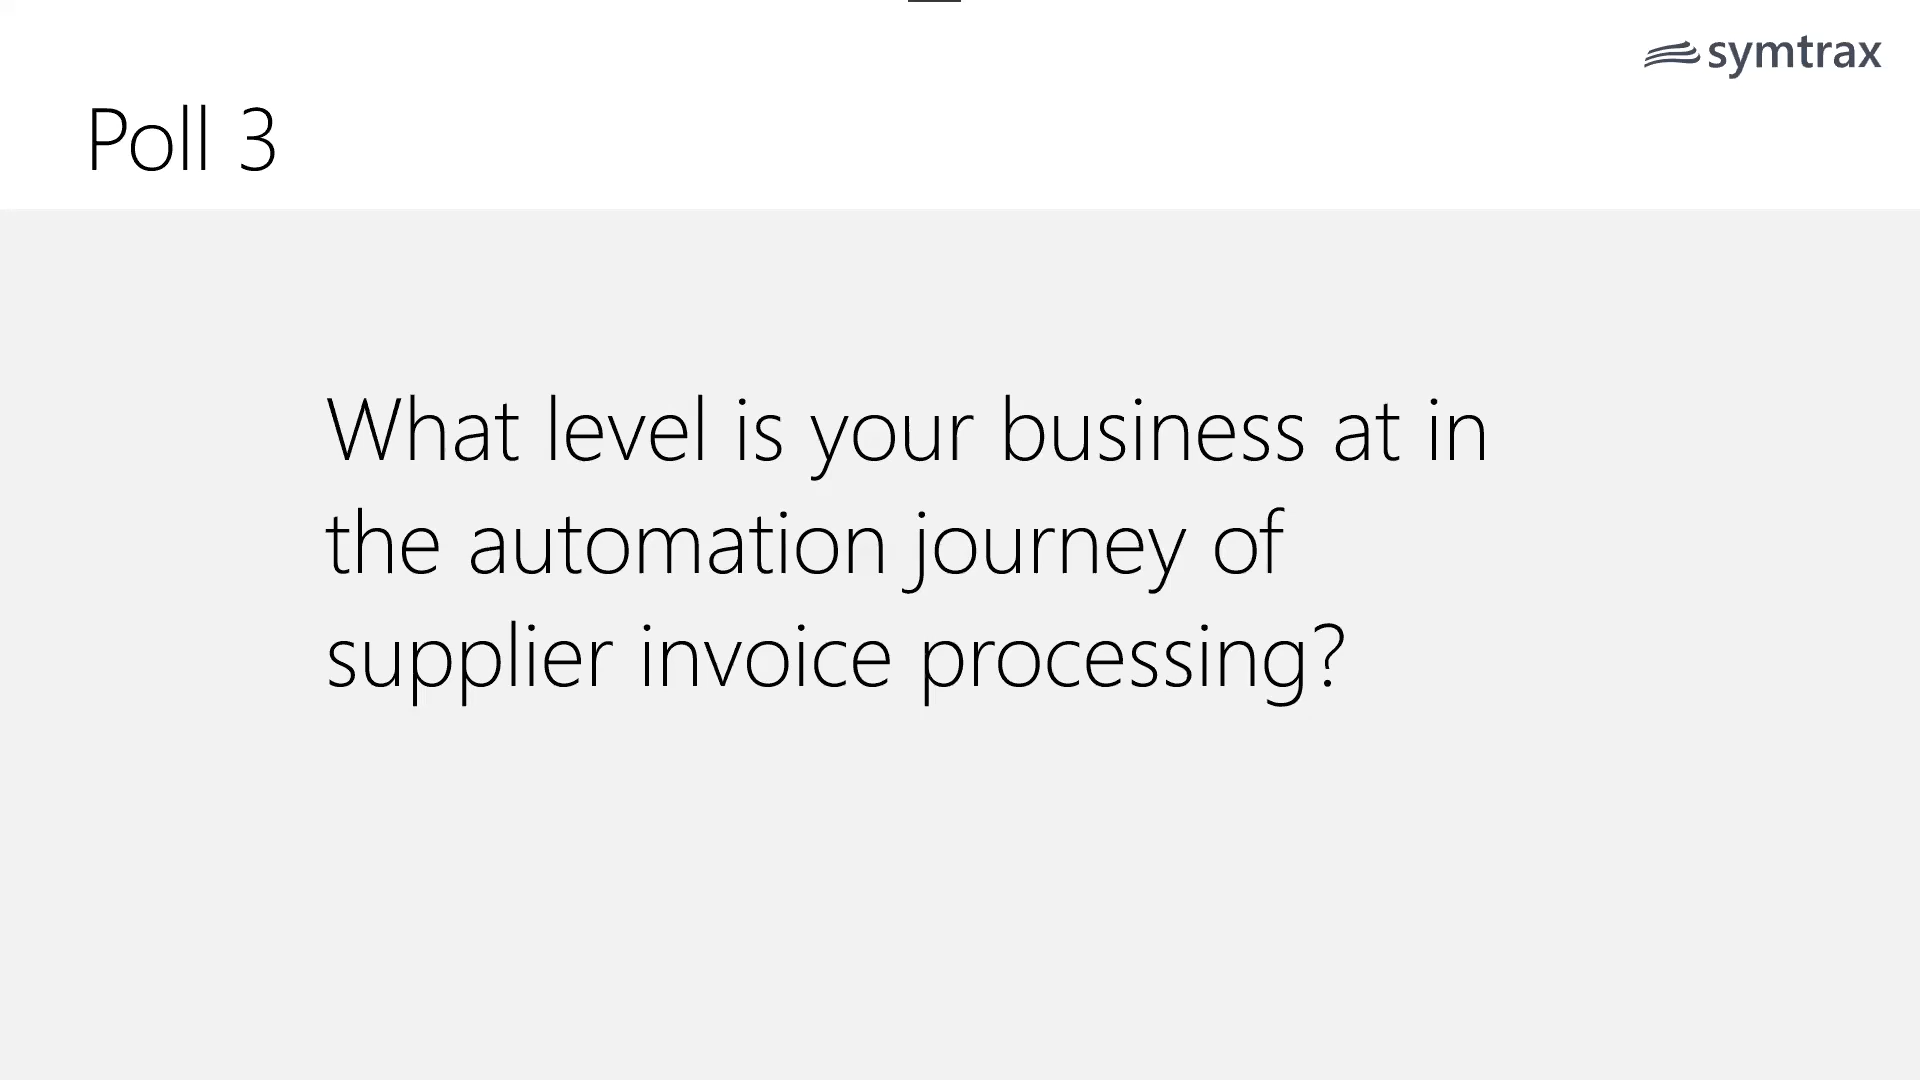 symtrax
Poll 3
What level is your business at in
the automation journey of
supplier invoice processing?